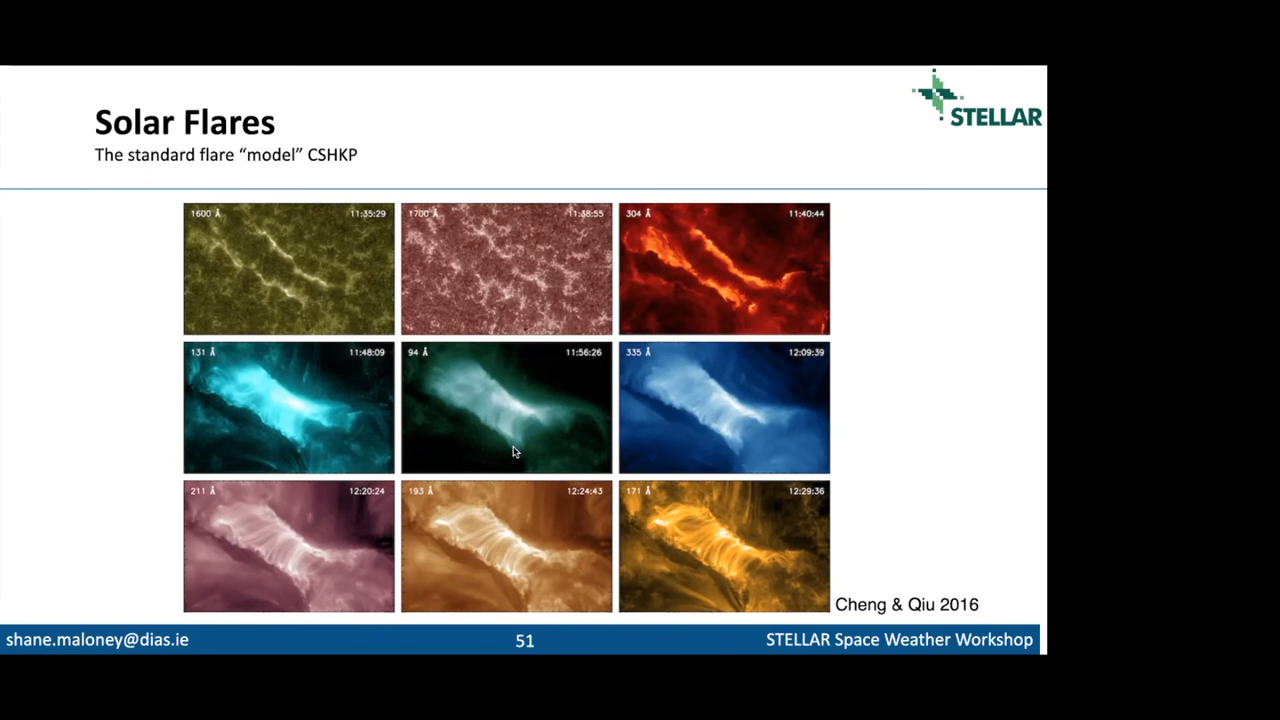 STELLAR
Solar Flares
The standard flare “model” CSHKP
1600 Å 11:35:29
1700 Å 11:38:55
304 Å 11:40:44
131 Å 11:48:09
94 Å 11:56:26
335 Å 12:09:39
211 Å 12:20:24
193 Å 12:24:43
171 Å 12:29:36
Cheng & Qiu 2016
shane.maloney@dias.ie
51
STELLAR Space Weather Workshop